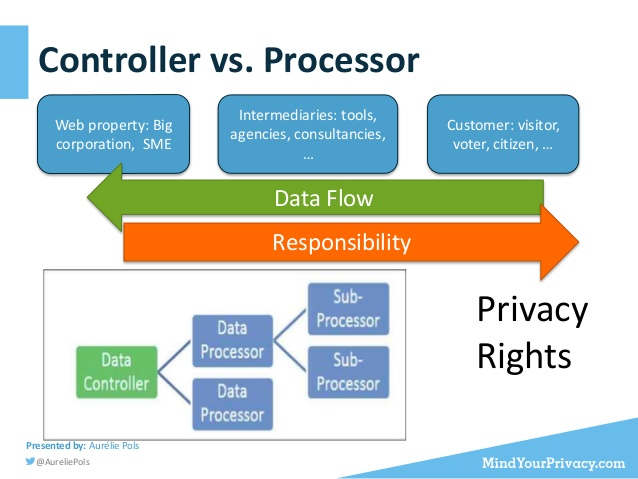 Controller vs. Processor
Web property: Big
corporation, SME
Intermediaries: tools,
agencies, consultancies,
...
Customer: visitor,
voter, citizen, ...
Data Flow
Responsibility
Data
Controller
Data
Processor
Data
Processor
Sub-
Processor
Sub-
Processor
Privacy
Rights
Presented by: Aurélie Pols
@AureliePols
MindYourPrivacy.com